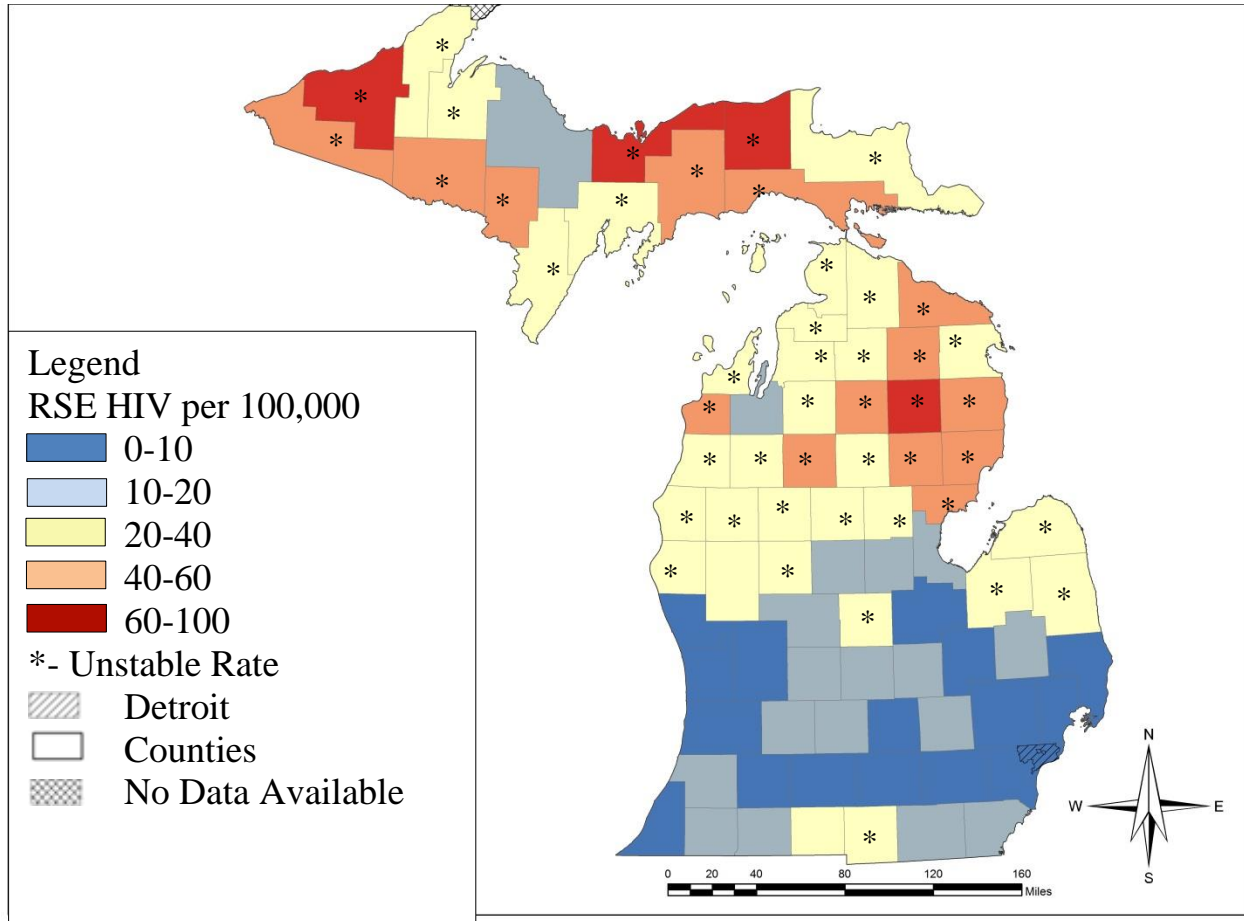 Legend
RSE HIV per 100,000
0-10
10-20
20-40
40-60
60-100
*- Unstable Rate
Detroit
Counties
No Data Available
N
W E
S
0 20 40 80 120 160
Miles